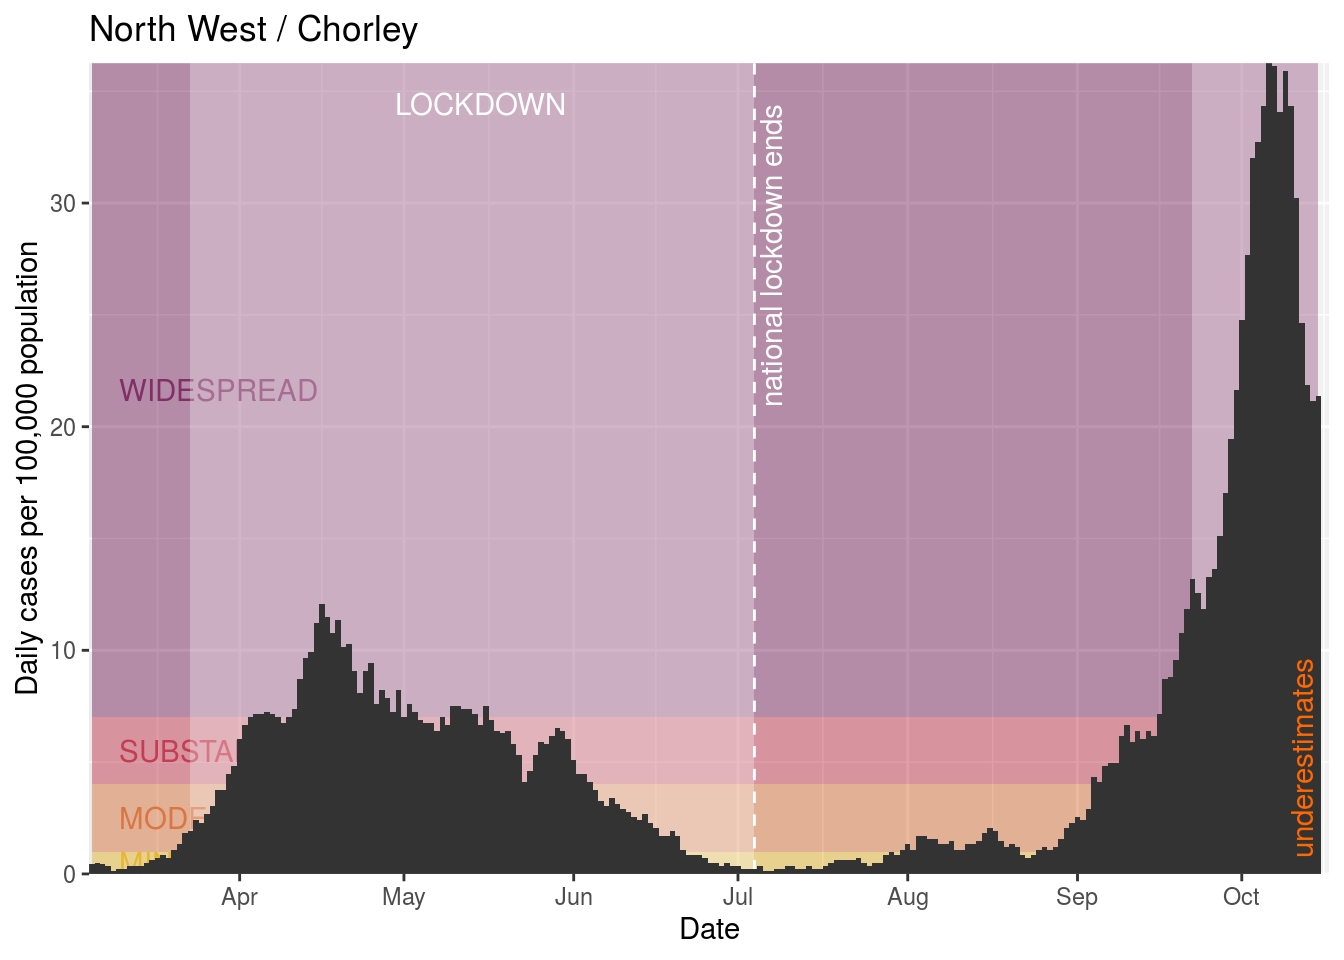 North West / Chorley
LOCKDOWN
national lockdown ends
WIDESPREAD
SUBSTA
MODE
MIN
underestimates
Daily cases per 100,000 population
30
20
10
0
Apr
May
Jun
Jul
Aug
Sep
Oct
Date